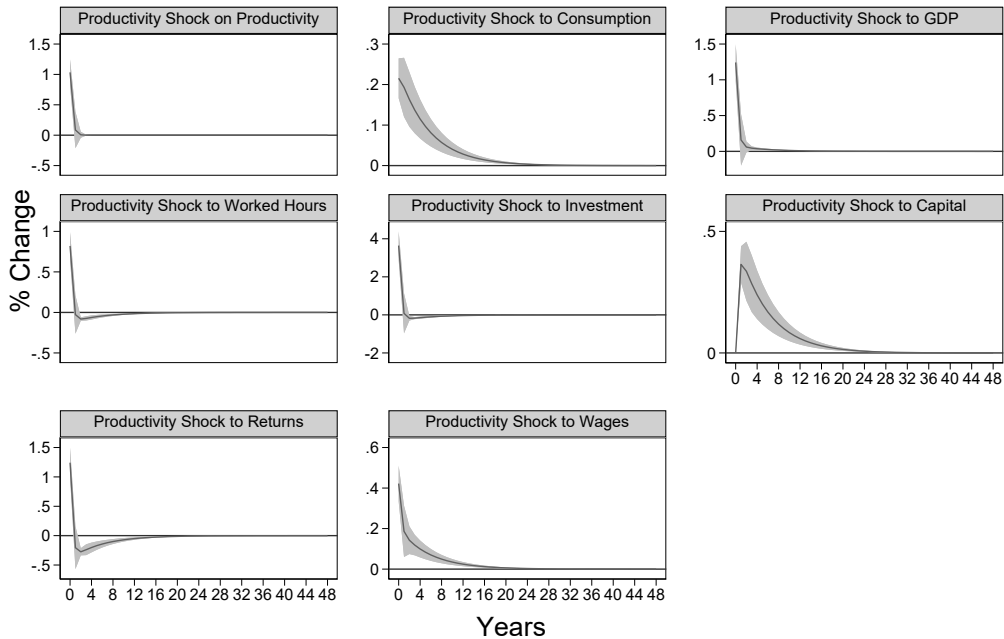 Productivity Shock on Productivity
1.5
1
.5
0
-.5
Productivity Shock to Consumption
.3
.2
.1
0
Productivity Shock to GDP
1.5
1
.5
0
% Change
Productivity Shock to Worked Hours
1
.5
0
-.5
Productivity Shock to Investment
4
2
0
-2
Productivity Shock to Capital
.5
0
0 4 8 12 16 20 24 28 32 36 40 44 48
Productivity Shock to Returns
1.5
1
.5
0
-.5
0 4 8 12 16 20 24 28 32 36 40 44 48
Productivity Shock to Wages
.6
.4
.2
0
0 4 8 12 16 20 24 28 32 36 40 44 48
Years